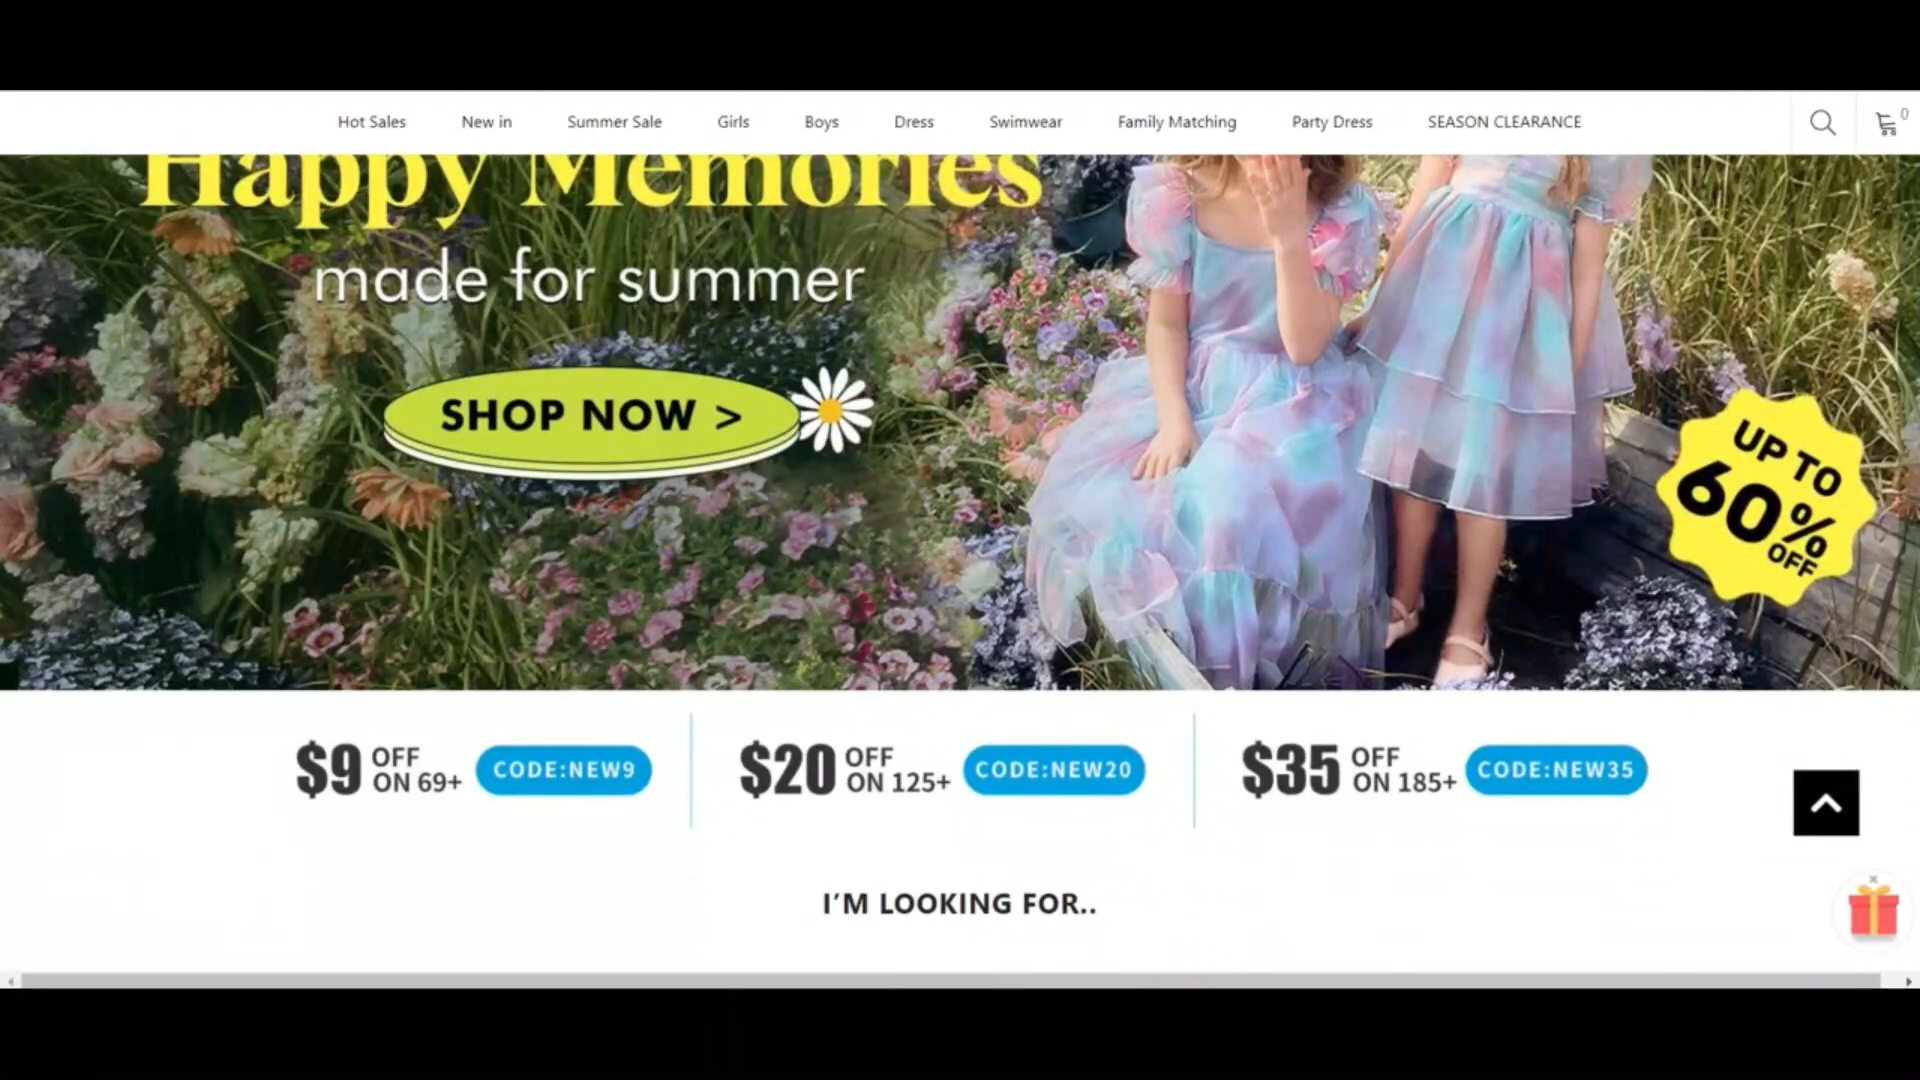 Hot Sales New in Summer Sale Girls Boys Dress Swimwear Family Matching Party Dress SEASON CLEARANCE 0
Happy Memories
made for summer
SHOP NOW >
UP TO
60%
OFF
$9 OFF ON 69+ CODE:NEW9
$20 OFF ON 125+ CODE:NEW20
$35 OFF ON 185+ CODE:NEW35
I'M LOOKING FOR..